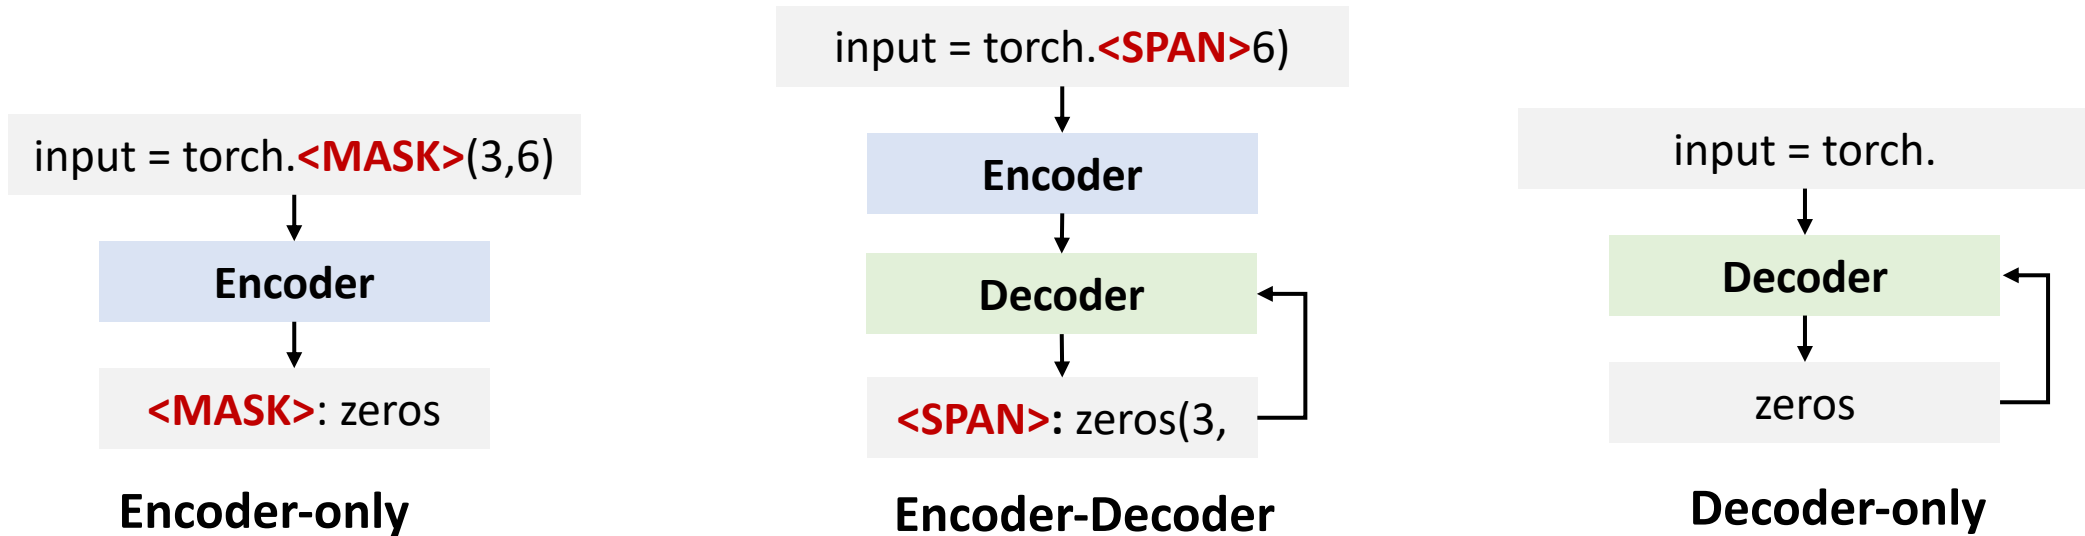 input = torch.<MASK>(3,6)
Encoder
<MASK>: zeros
Encoder-only
input = torch.<SPAN>6)
Encoder
Decoder
<SPAN>: zeros(3,
Encoder-Decoder
input = torch.
Decoder
zeros
Decoder-only